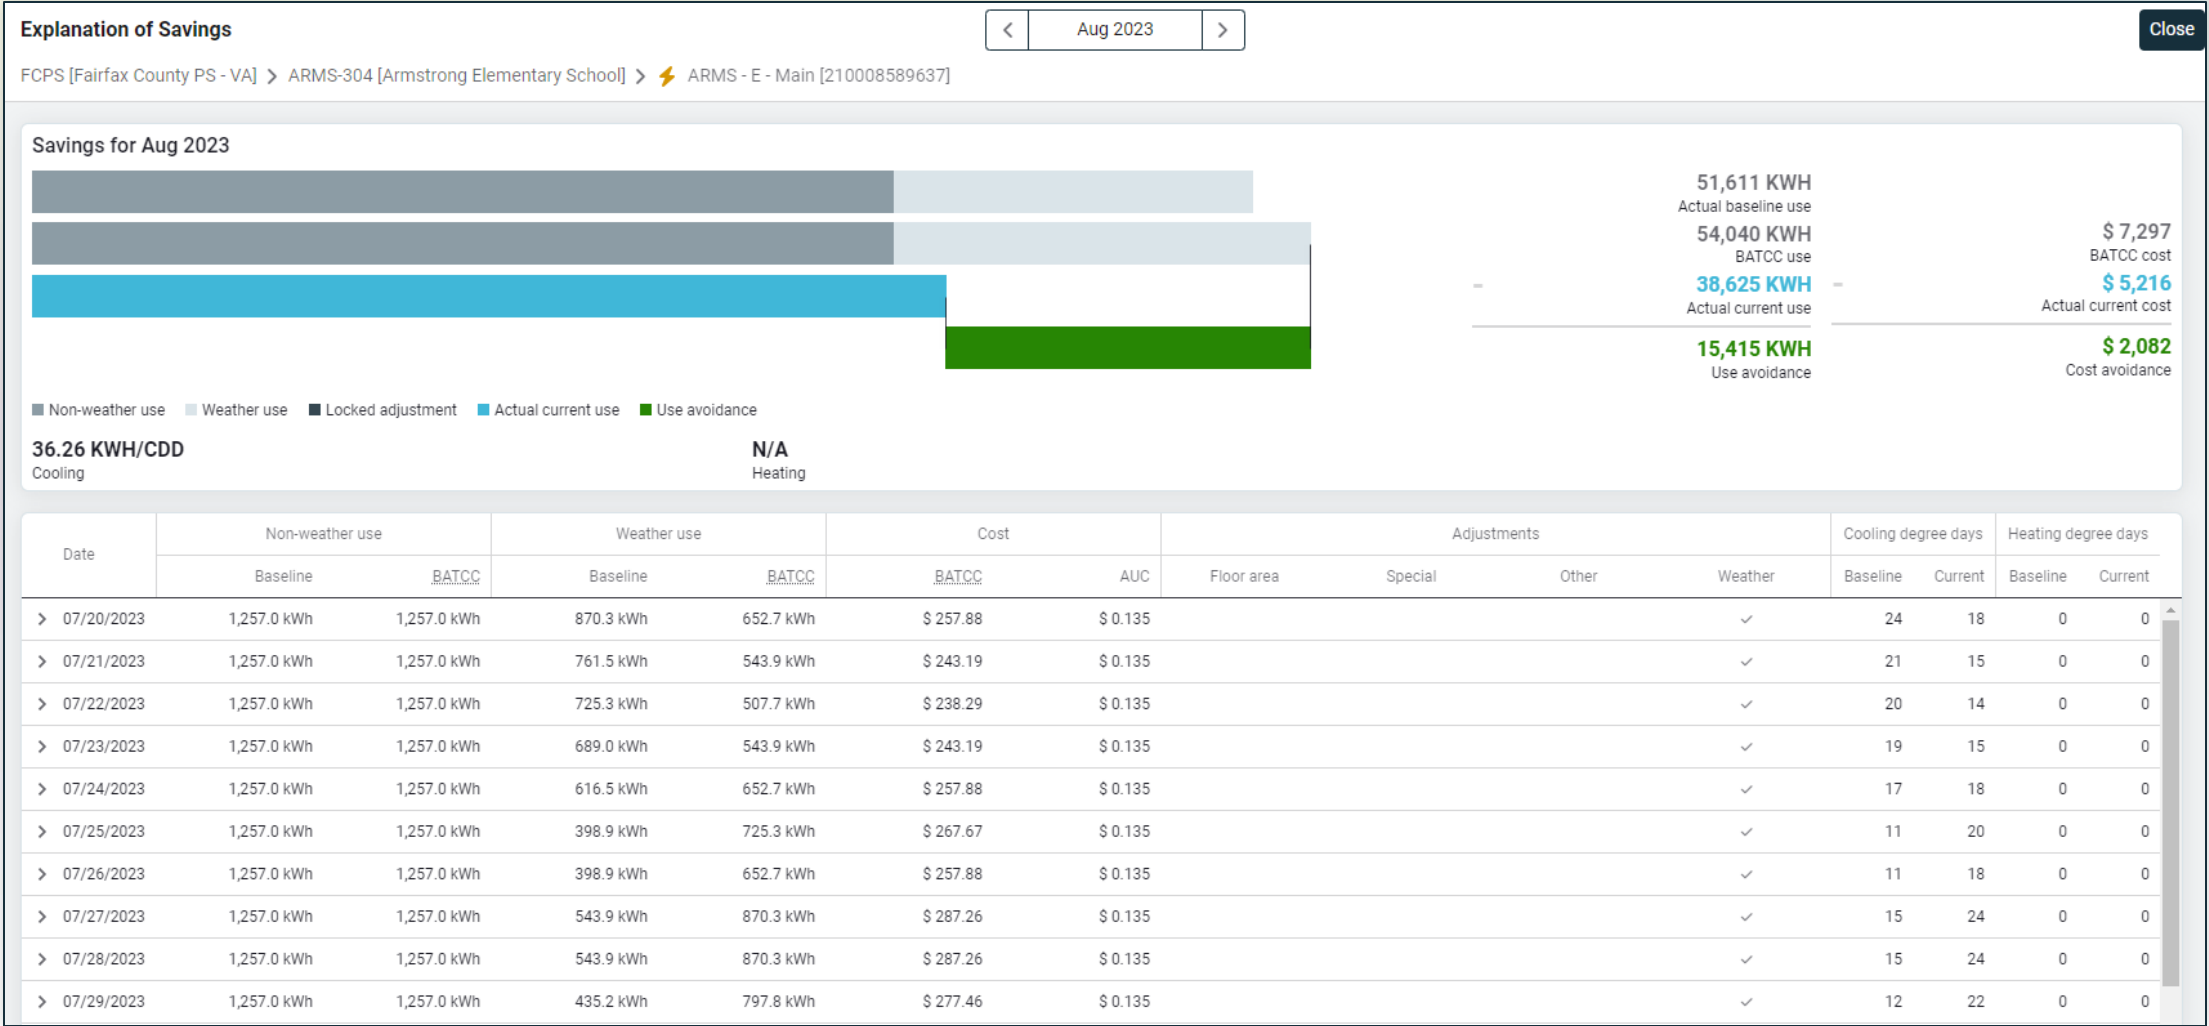 Explanation of Savings
Aug 2023
Close
FCPS [Fairfax County PS - VA] > ARMS-304 [Armstrong Elementary School] > ARMS - E - Main [210008589637]
Savings for Aug 2023
51,611 KWH
Actual baseline use
54,040 KWH
BATCC use
$ 7,297
BATCC cost
- 38,625 KWH
Actual current use
- $ 5,216
Actual current cost
15,415 KWH
Use avoidance
$ 2,082
Cost avoidance
Non-weather use Weather use Locked adjustment Actual current use Use avoidance
36.26 KWH/CDD
Cooling
N/A
Heating
Date Non-weather use Weather use Cost Adjustments Cooling degree days Heating degree days
Baseline BATCC Baseline BATCC BATCC AUC Floor area Special Other Weather Baseline Current Baseline Current
07/20/2023 1,257.0 kWh 1,257.0 kWh 870.3 kWh 652.7 kWh $ 257.88 $ 0.135 ✓ 24 18 0 0
07/21/2023 1,257.0 kWh 1,257.0 kWh 761.5 kWh 543.9 kWh $ 243.19 $ 0.135 ✓ 21 15 0 0
07/22/2023 1,257.0 kWh 1,257.0 kWh 725.3 kWh 507.7 kWh $ 238.29 $ 0.135 ✓ 20 14 0 0
07/23/2023 1,257.0 kWh 1,257.0 kWh 689.0 kWh 543.9 kWh $ 243.19 $ 0.135 ✓ 19 15 0 0
07/24/2023 1,257.0 kWh 1,257.0 kWh 616.5 kWh 652.7 kWh $ 257.88 $ 0.135 ✓ 17 18 0 0
07/25/2023 1,257.0 kWh 1,257.0 kWh 398.9 kWh 725.3 kWh $ 267.67 $ 0.135 ✓ 11 20 0 0
07/26/2023 1,257.0 kWh 1,257.0 kWh 398.9 kWh 652.7 kWh $ 257.88 $ 0.135 ✓ 11 18 0 0
07/27/2023 1,257.0 kWh 1,257.0 kWh 543.9 kWh 870.3 kWh $ 287.26 $ 0.135 ✓ 15 24 0 0
07/28/2023 1,257.0 kWh 1,257.0 kWh 543.9 kWh 870.3 kWh $ 287.26 $ 0.135 ✓ 15 24 0 0
07/29/2023 1,257.0 kWh 1,257.0 kWh 435.2 kWh 797.8 kWh $ 277.46 $ 0.135 ✓ 12 22 0 0